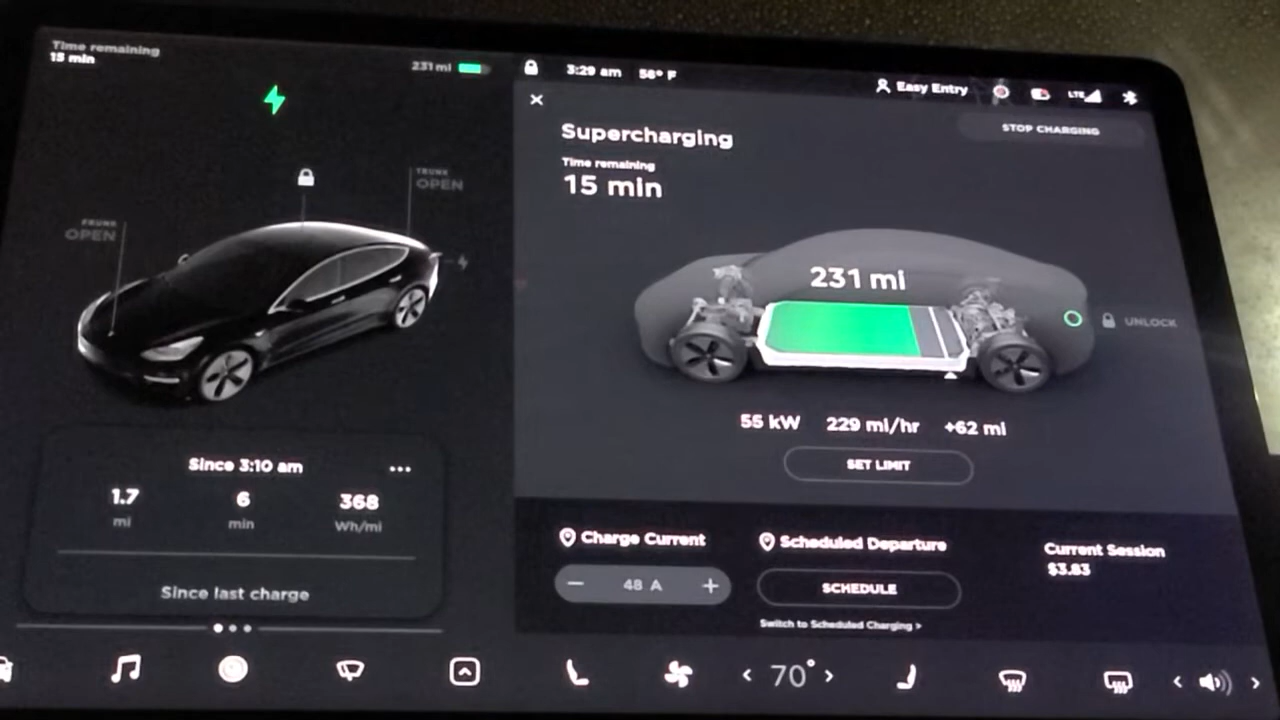 Time remaining
15 min
231 mi
3:29 am
56° F
Easy Entry
LTE
Supercharging
STOP CHARGING
Time remaining
15 min
TRUNK
OPEN
FRUNK
OPEN
231 mi
UNLOCK
55 kW 229 mi/hr +62 mi
SET LIMIT
Since 3:10 am
1.7 6 368
mi min Wh/mi
Since last charge
Charge Current
48 A
Scheduled Departure
SCHEDULE
Switch to Scheduled Charging >
Current Session
$3.83
70°